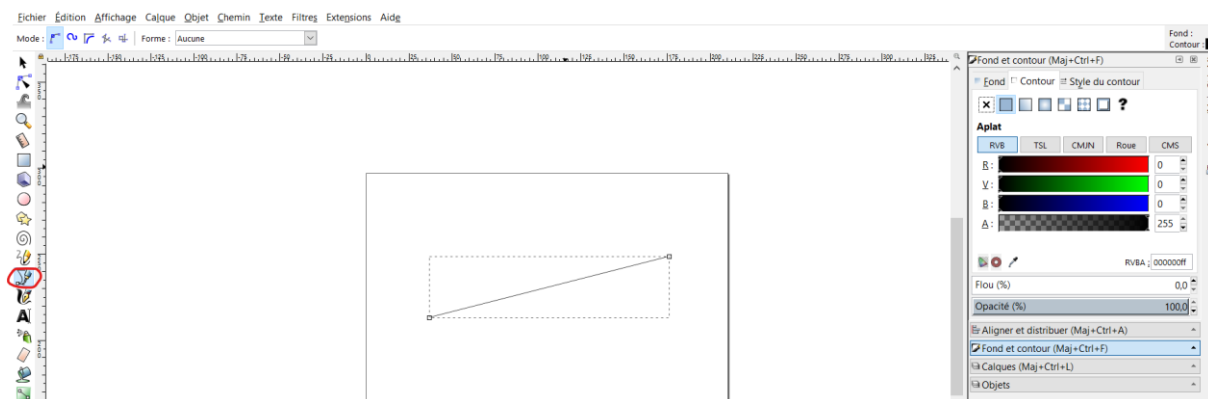 Fichier Édition Affichage Calque Objet Chemin Texte Filtres Extensions Aide
Mode : Forme : Aucune
Fond :
Contour :
Fond et contour (Maj+Ctrl+F)
Fond Contour Style du contour
?
Aplat
RVB TSL CMJN Roue CMS
R : 0
V : 0
B : 0
A : 255
RVBA : 000000ff
Flou (%) 0,0
Opacité (%) 100,0
Aligner et distribuer (Maj+Ctrl+A)
Fond et contour (Maj+Ctrl+F)
Calques (Maj+Ctrl+L)
Objets